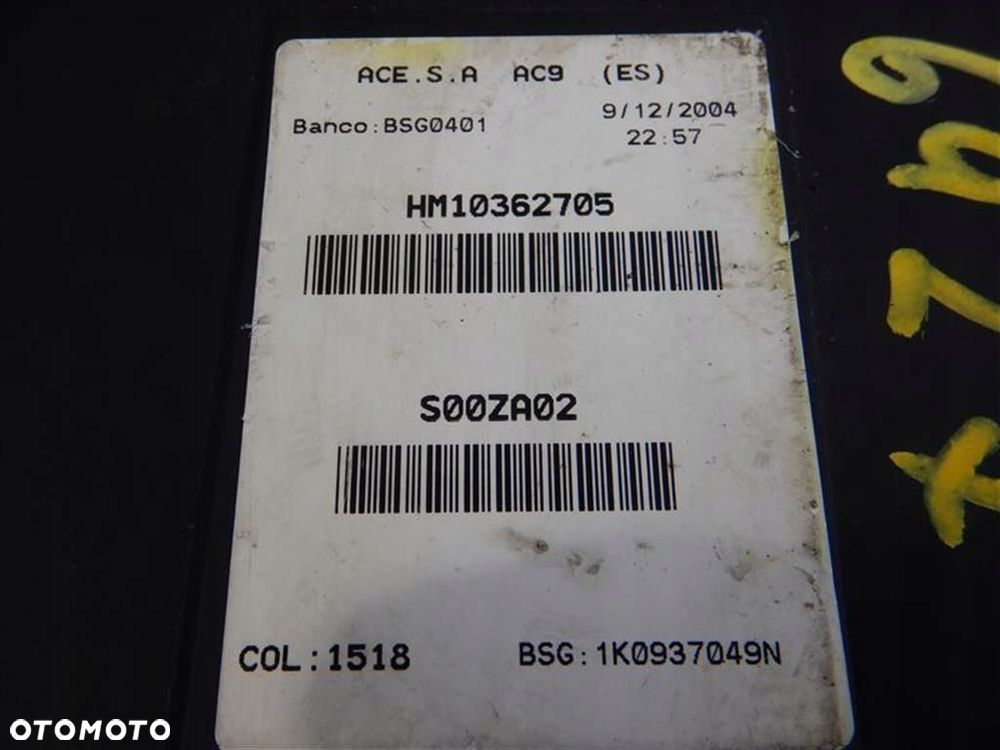 ACE.S.A AC9 (ES)
Banco:BSG0401
9/12/2004
22:57
HM10362705
S00ZA02
COL:1518
BSG:1K0937049N
OTOMOTO